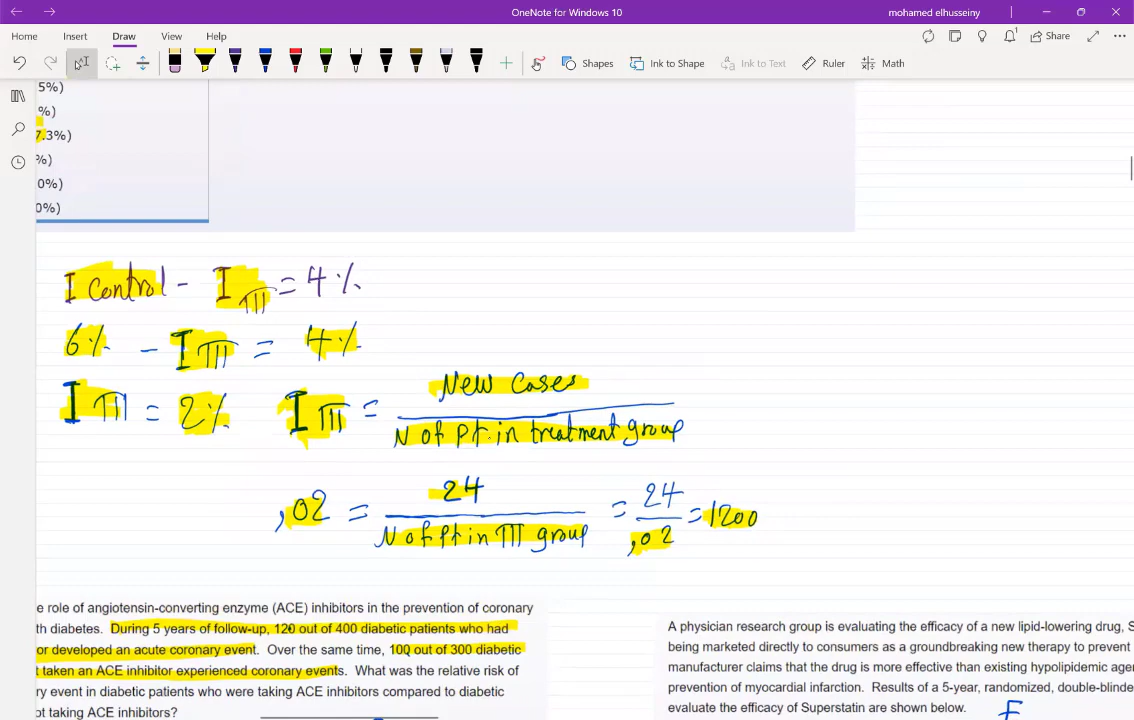 OneNote for Windows 10
mohamed elhusseiny
Home Insert Draw View Help
Share
Shapes Ink to Shape Ink to Text Ruler Math
5%)
%)
7.3%)
%)
0%)
0%)
I control - I TTT = 4 %
6 % - I TTT = 4 %
I TTT = 2 % I TTT = New Cases
N of Pt. in treatment group
,02 = 24 = 24 = 1200
N of Pt in TTT group ,02
e role of angiotensin-converting enzyme (ACE) inhibitors in the prevention of coronary
th diabetes. During 5 years of follow-up, 120 out of 400 diabetic patients who had
or developed an acute coronary event. Over the same time, 100 out of 300 diabetic
t taken an ACE inhibitor experienced coronary events. What was the relative risk of
ry event in diabetic patients who were taking ACE inhibitors compared to diabetic
ot taking ACE inhibitors?
A physician research group is evaluating the efficacy of a new lipid-lowering drug, S
being marketed directly to consumers as a groundbreaking new therapy to prevent
manufacturer claims that the drug is more effective than existing hypolipidemic age
prevention of myocardial infarction. Results of a 5-year, randomized, double-blind
evaluate the efficacy of Superstatin are shown below.